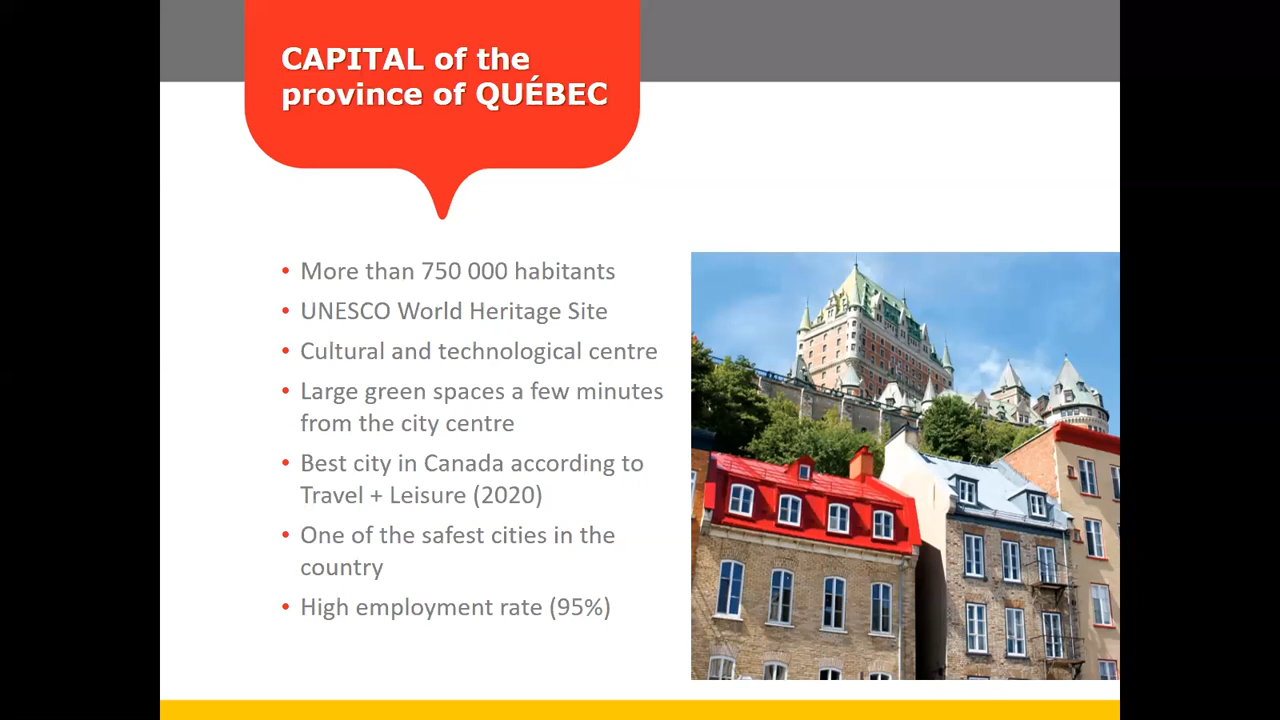 CAPITAL of the
province of QUÉBEC
• More than 750 000 habitants
• UNESCO World Heritage Site
• Cultural and technological centre
• Large green spaces a few minutes
from the city centre
• Best city in Canada according to
Travel + Leisure (2020)
• One of the safest cities in the
country
• High employment rate (95%)